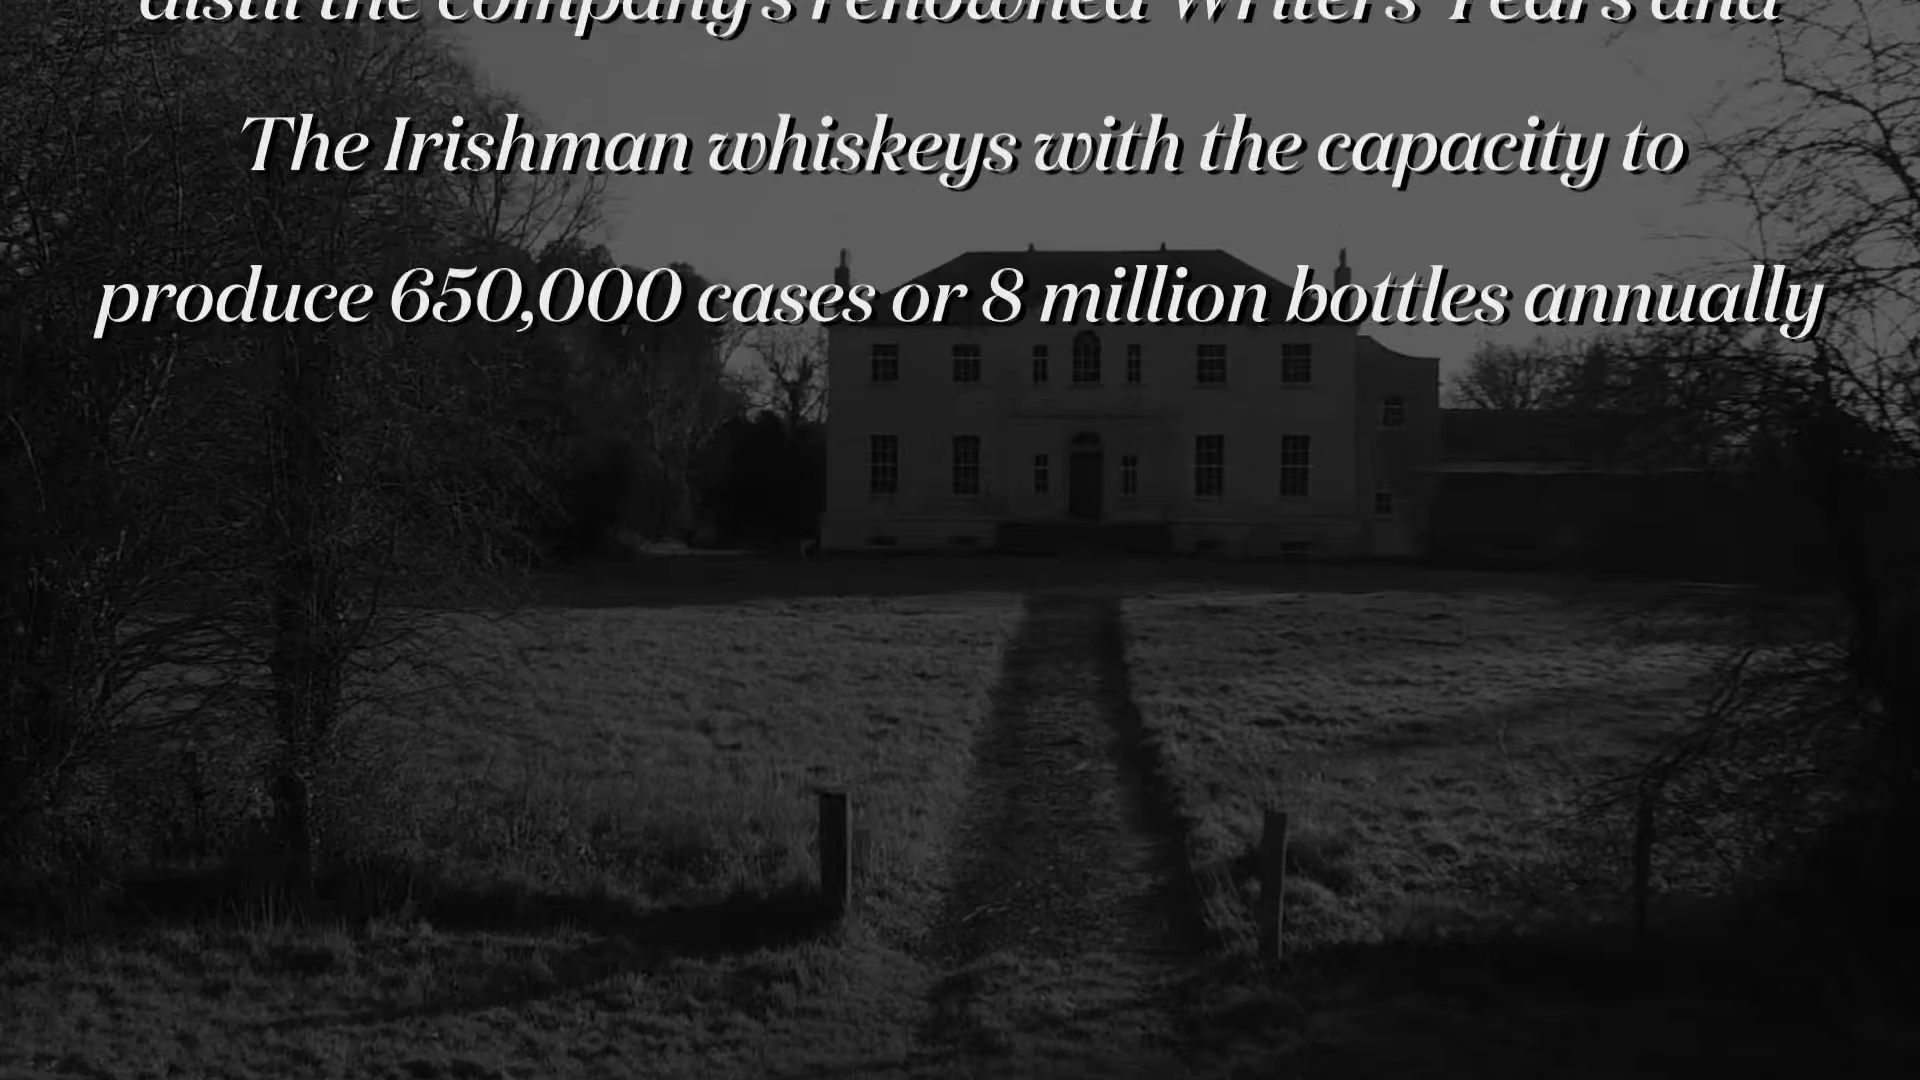 distil the company's renowned Writers' Tears and
The Irishman whiskeys with the capacity to
produce 650,000 cases or 8 million bottles annually